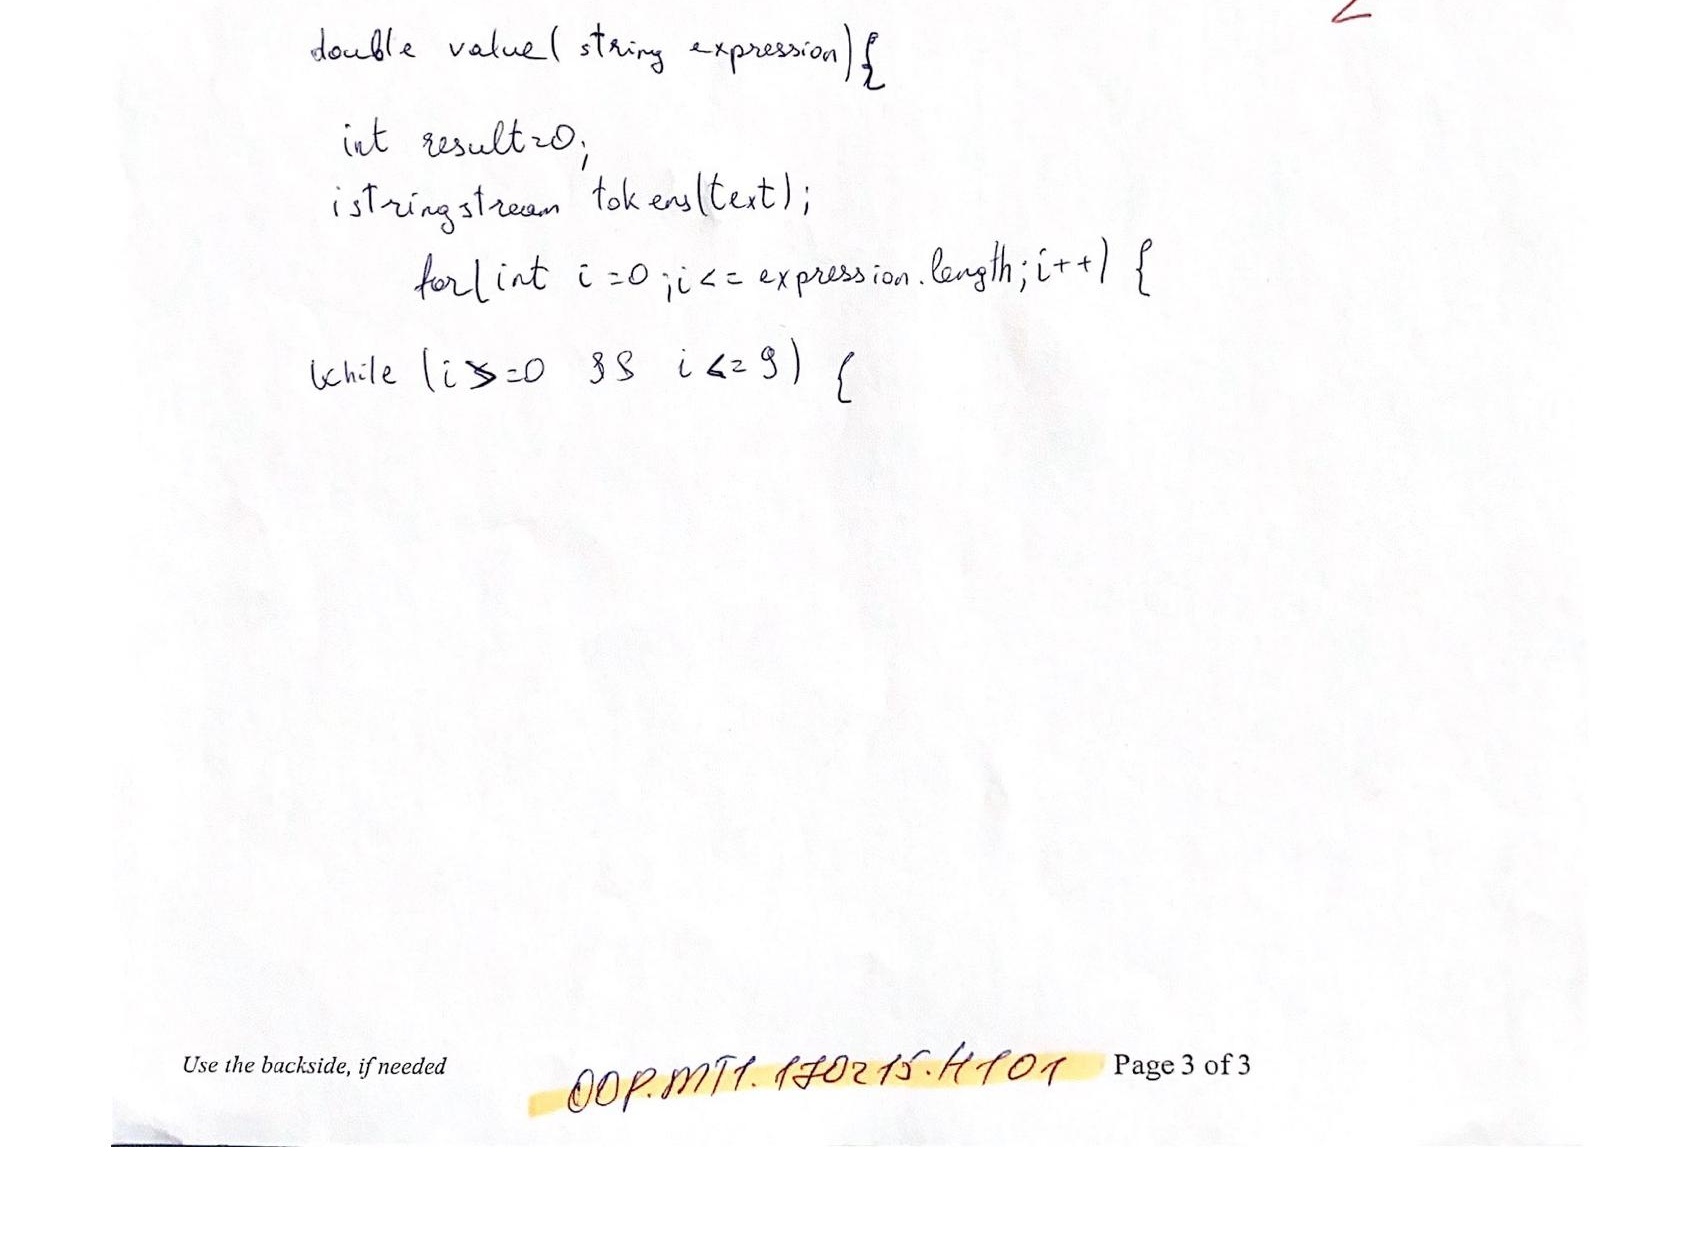 double value( string expression) {
int result=0;
istringstream tokens(text);
for( int i =0 ; i <= expression.length; i++) {
while (i >=0 && i <= 9) {
Use the backside, if needed
OOP.MT1.170215.H101 Page 3 of 3